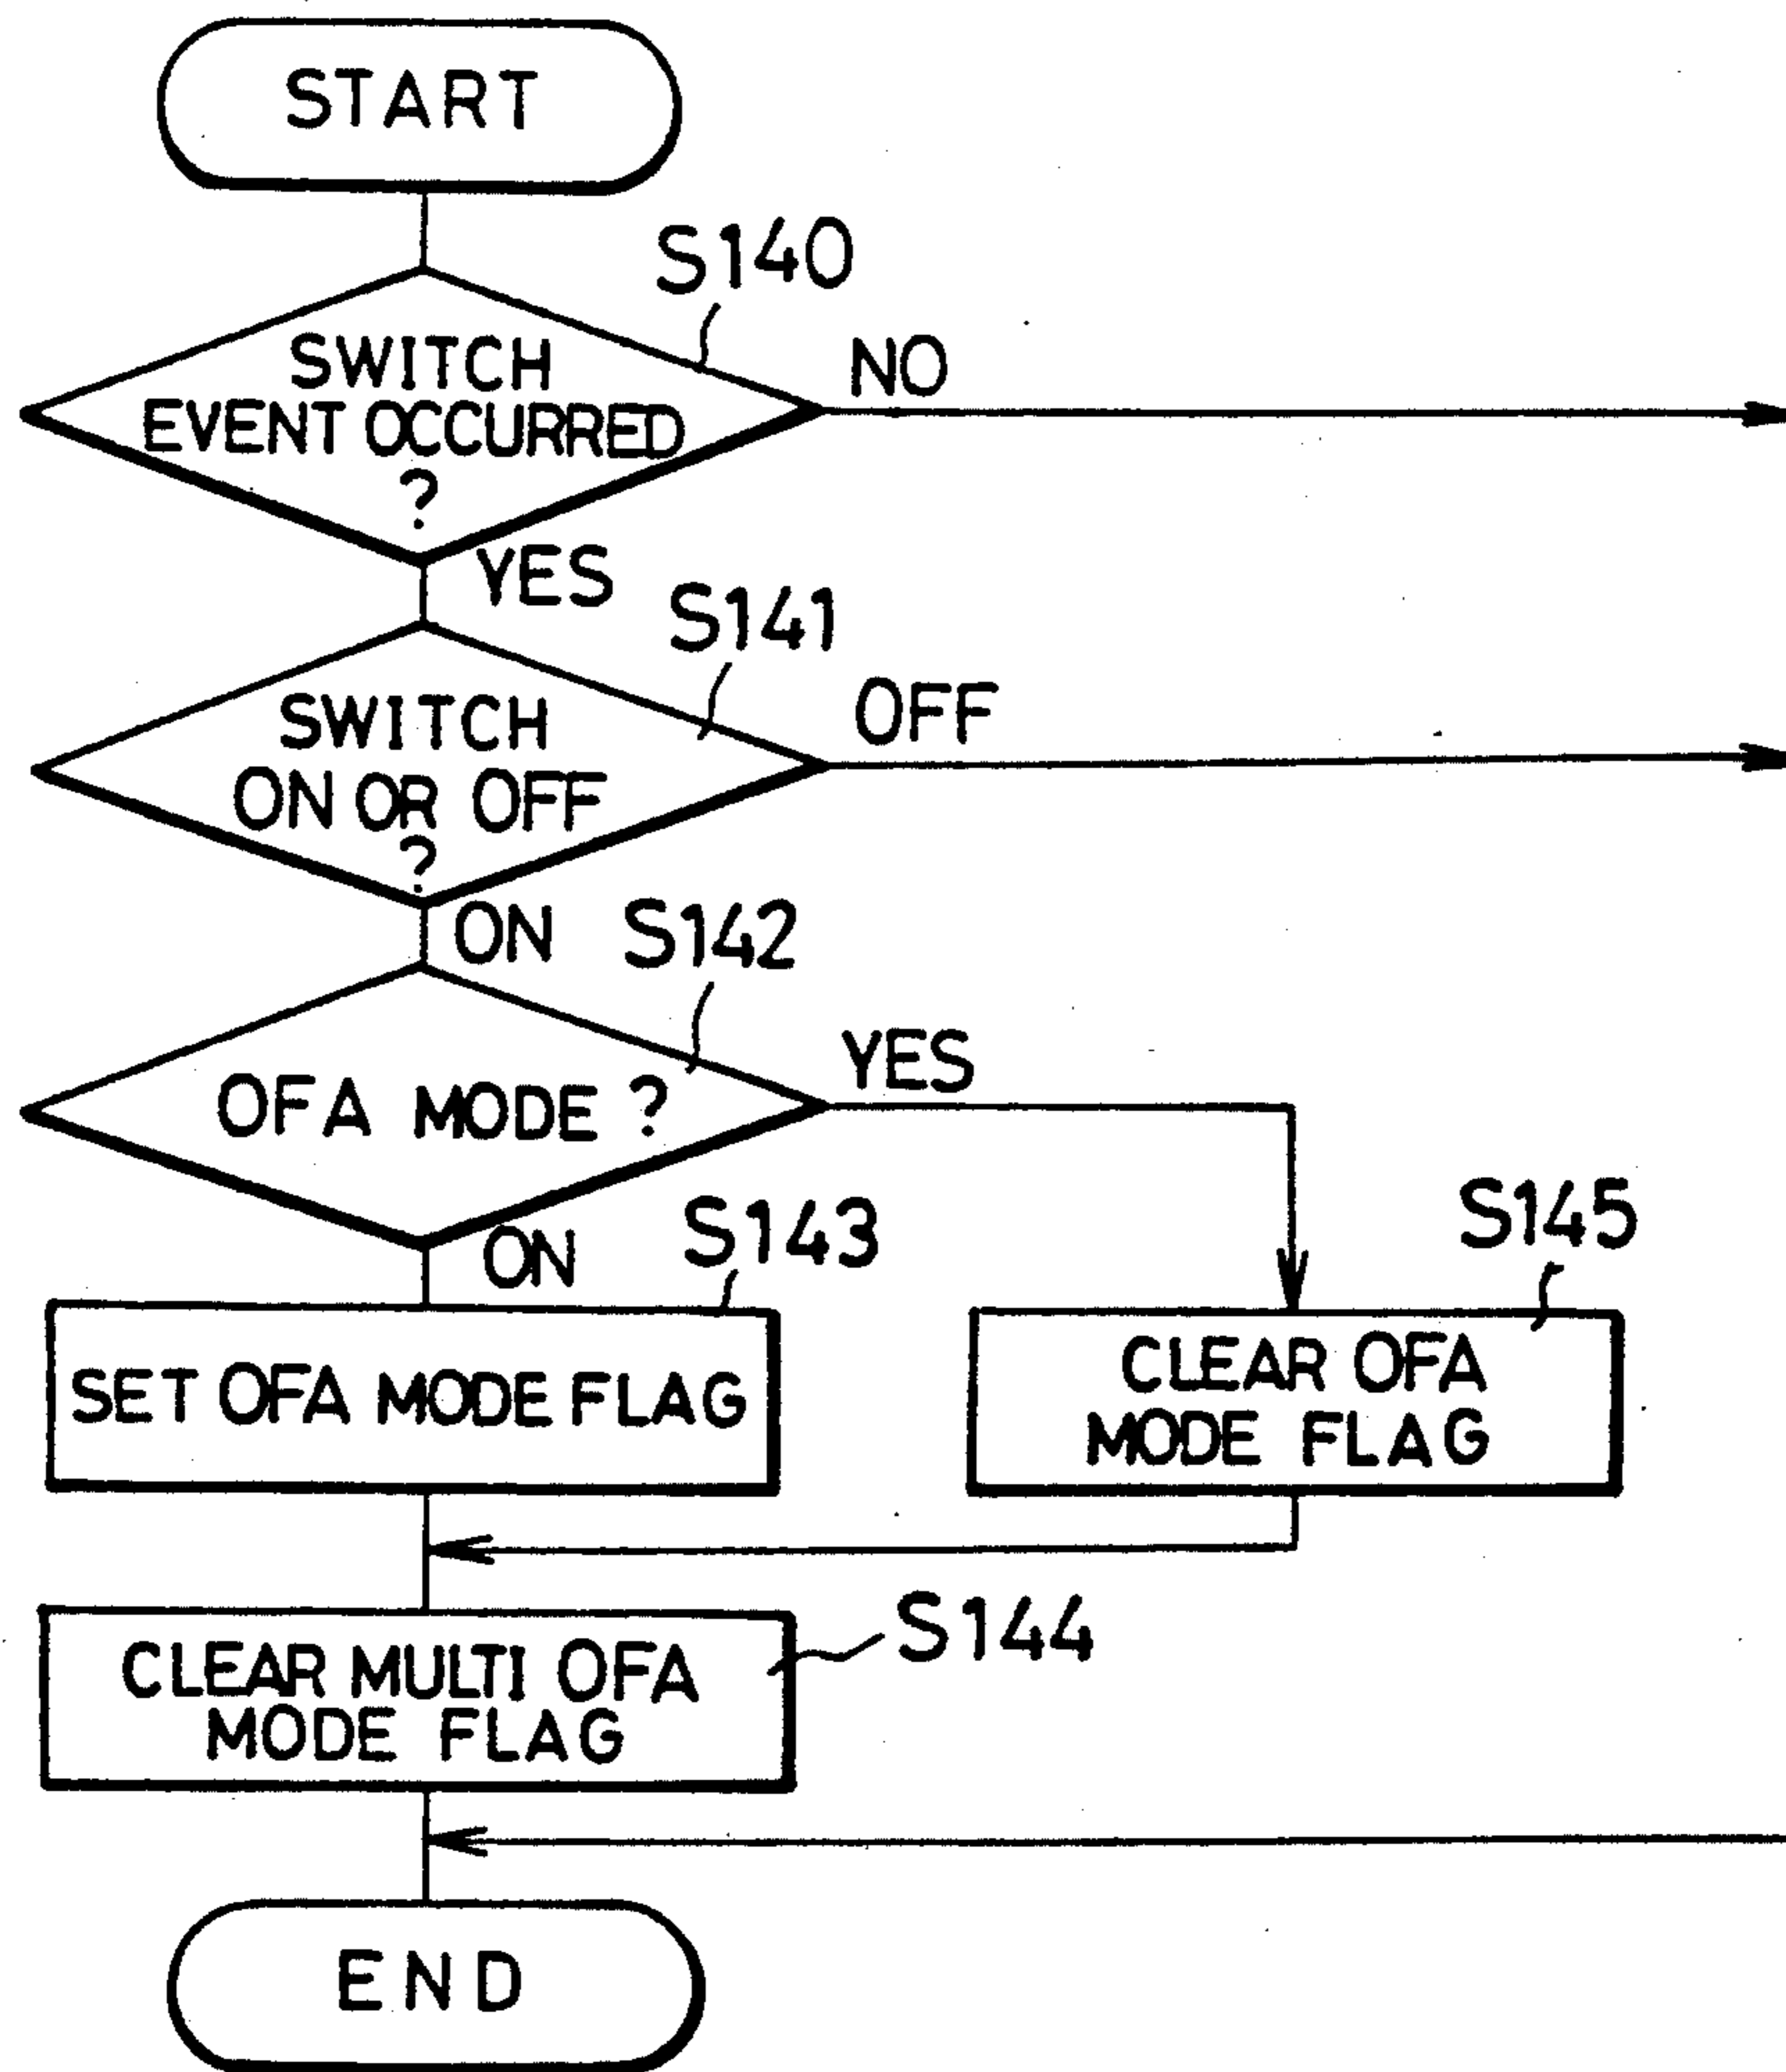 START
S140
SWITCH
EVENT OCCURRED
?
NO
YES
S141
SWITCH
ON OR OFF
?
OFF
ON
S142
OFA MODE ?
YES
ON
S143
S145
SET OFA MODE FLAG
CLEAR OFA
MODE FLAG
S144
CLEAR MULTI OFA
MODE FLAG
END